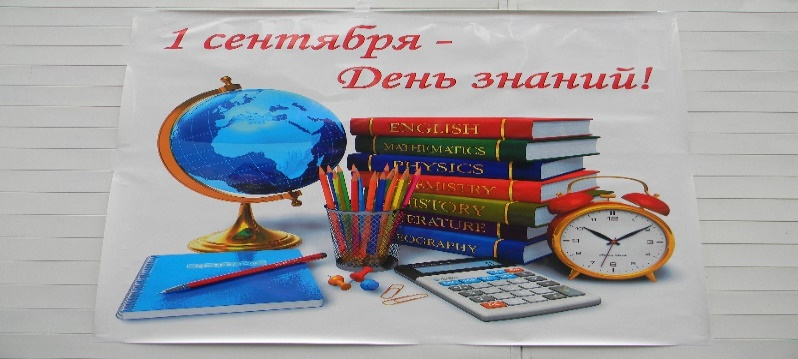 1 сентября -
День знаний!
ENGLISH
MATHEMATICS
PHYSICS
HISTORY